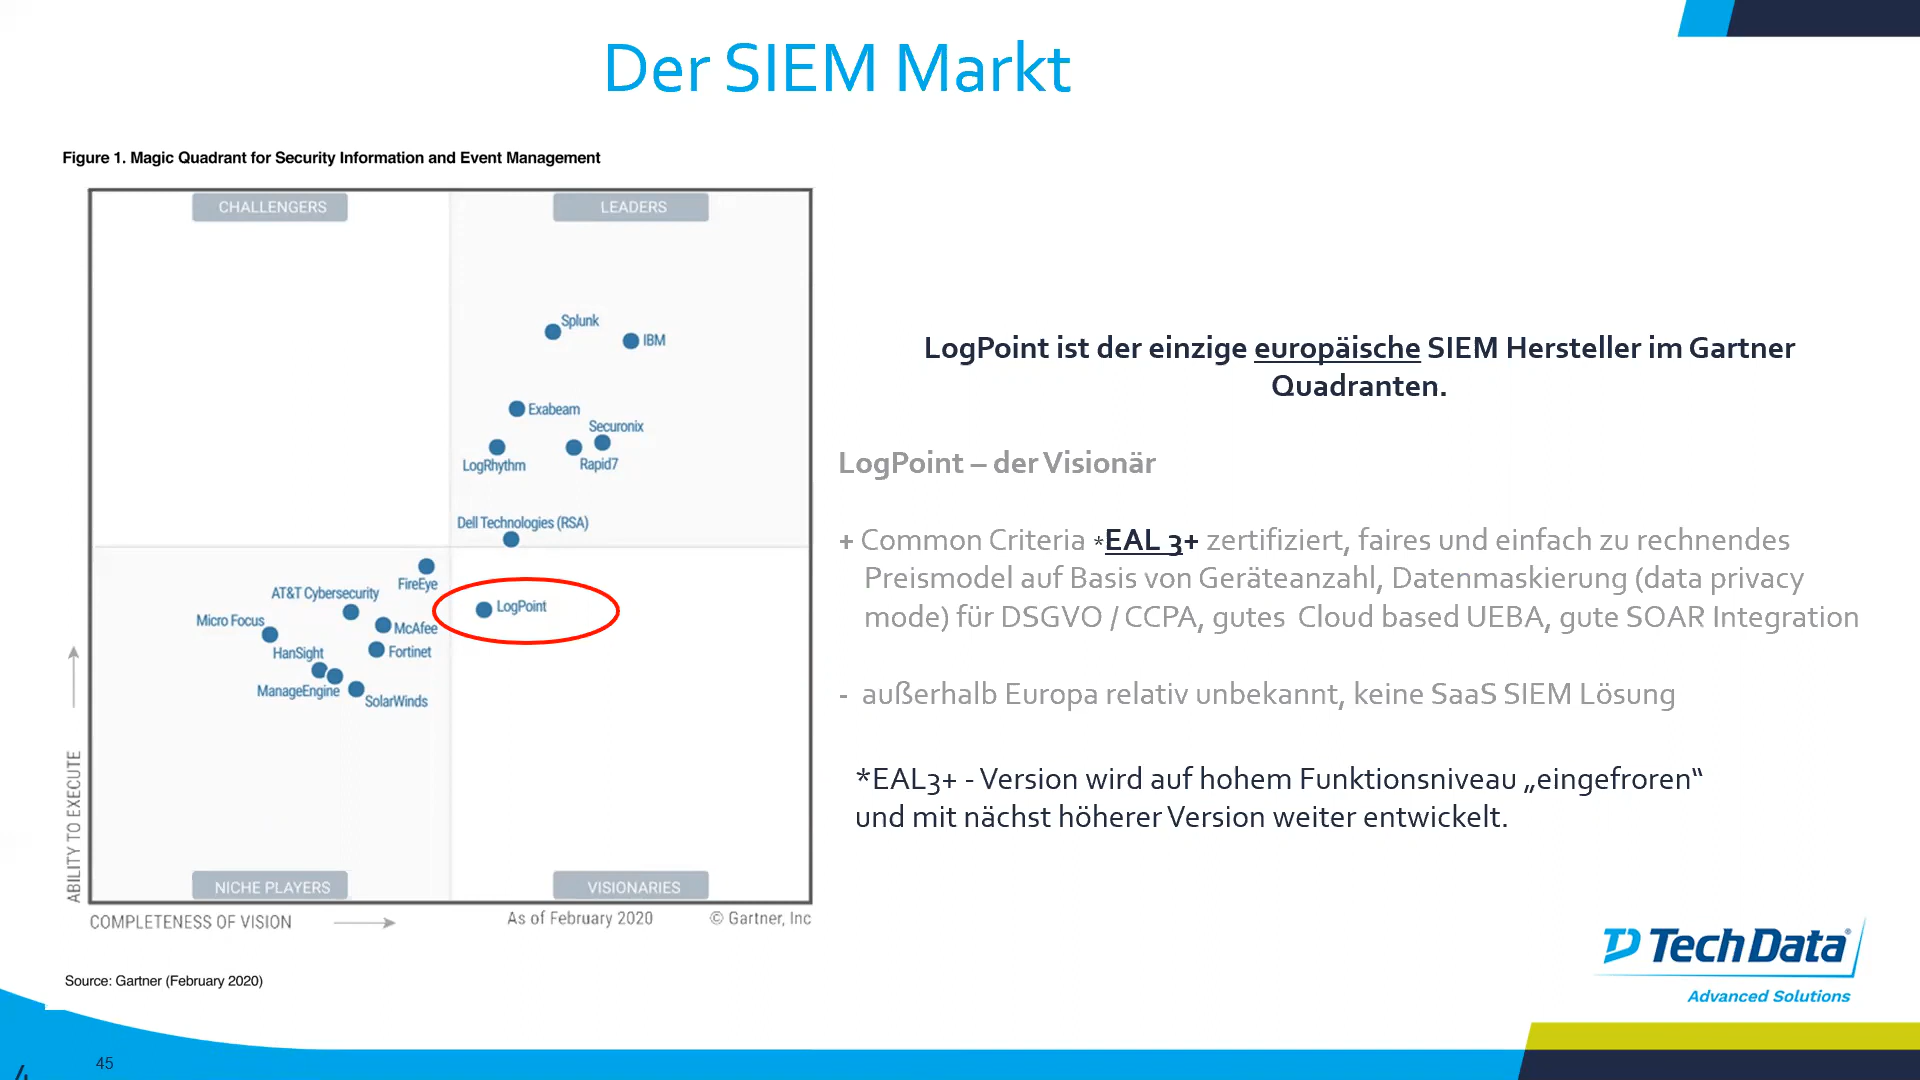 Der SIEM Markt
Figure 1. Magic Quadrant for Security Information and Event Management
CHALLENGERS
LEADERS
Splunk
IBM
Exabeam
Securonix
LogRhythm
Rapid7
Dell Technologies (RSA)
FireEye
AT&T Cybersecurity
LogPoint
Micro Focus
McAfee
HanSight
Fortinet
ManageEngine
SolarWinds
ABILITY TO EXECUTE
NICHE PLAYERS
VISIONARIES
COMPLETENESS OF VISION
As of February 2020
© Gartner, Inc
Source: Gartner (February 2020)
LogPoint ist der einzige europäische SIEM Hersteller im Gartner
Quadranten.
LogPoint – der Visionär
+ Common Criteria *EAL 3+ zertifiziert, faires und einfach zu rechnendes
Preismodel auf Basis von Geräteanzahl, Datenmaskierung (data privacy
mode) für DSGVO / CCPA, gutes Cloud based UEBA, gute SOAR Integration
- außerhalb Europa relativ unbekannt, keine SaaS SIEM Lösung
*EAL3+ - Version wird auf hohem Funktionsniveau „eingefroren“
und mit nächst höherer Version weiter entwickelt.
TD Tech Data®
Advanced Solutions
45